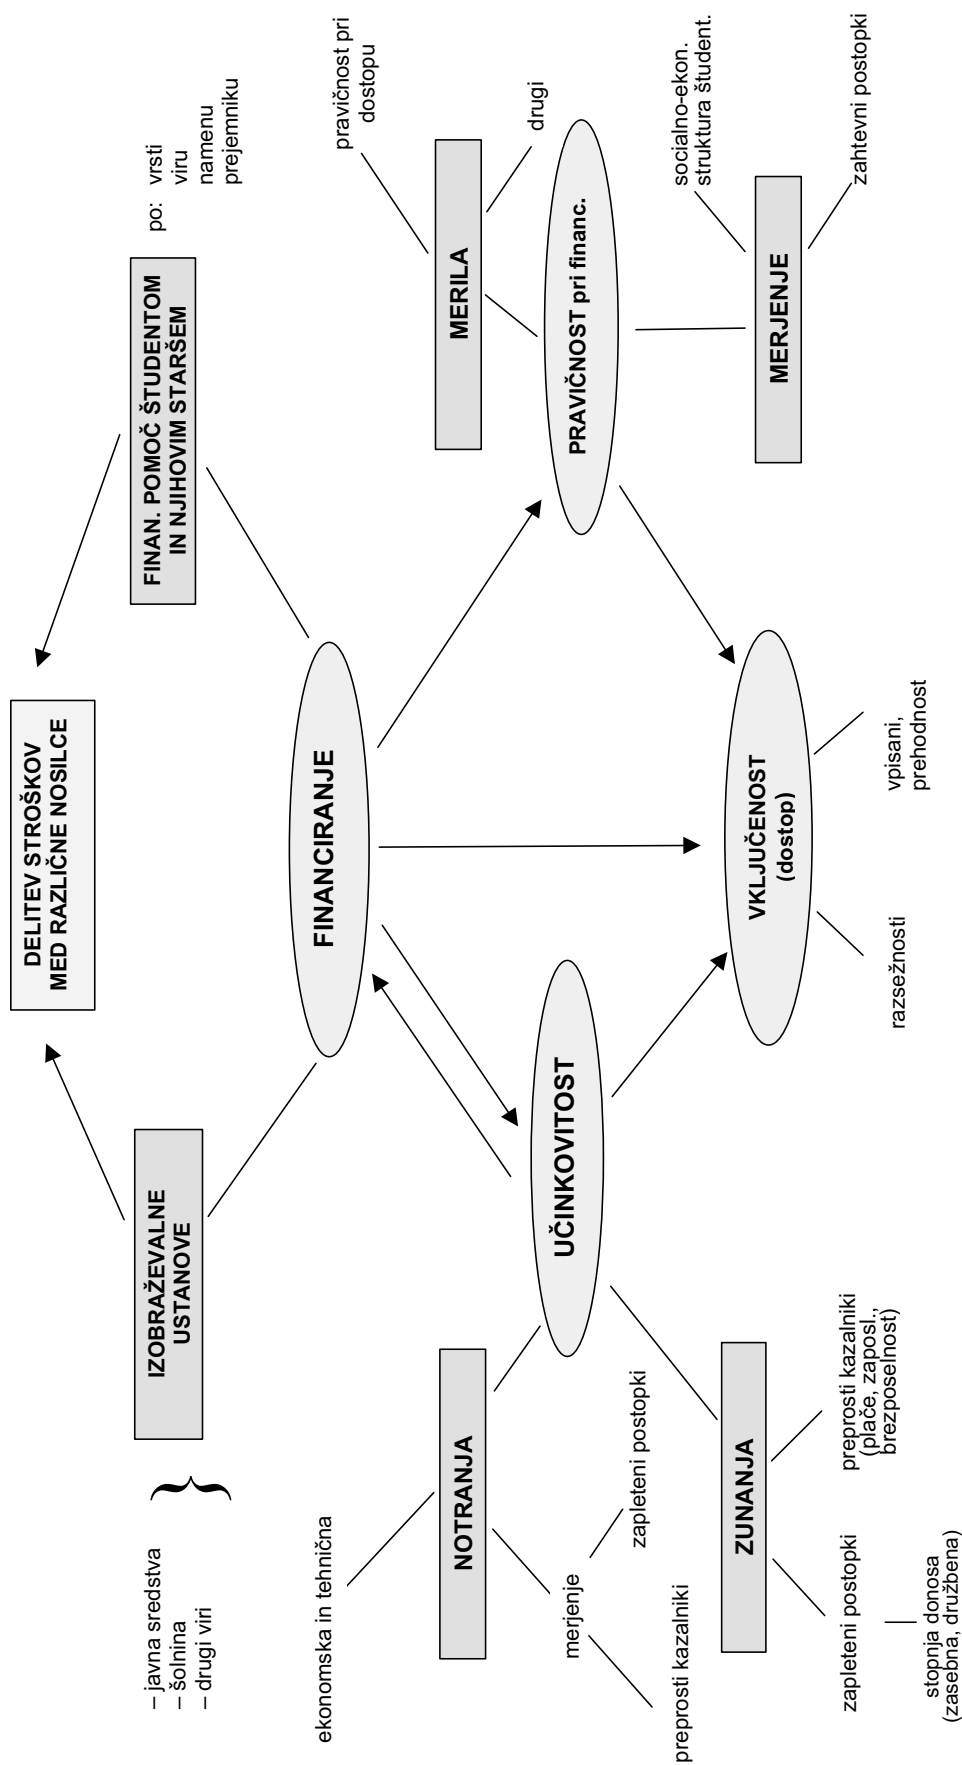 DELITEV STROŠKOV
MED RAZLIČNE NOSILCE
– javna sredstva
– šolnina
– drugi viri
IZOBRAŽEVALNE
USTANOVE
FINAN. POMOČ ŠTUDENTOM
IN NJIHOVIM STARŠEM
po: vrsti
viru
namenu
prejemniku
FINANCIRANJE
ekonomska in tehnična
NOTRANJA
merjenje
zapleteni postopki
preprosti kazalniki
UČINKOVITOST
pravičnost pri
dostopu
MERILA
drugi
PRAVIČNOST pri financ.
socialno-ekon.
struktura študent.
MERJENJE
zahtevni postopki
ZUNANJA
zapleteni postopki
stopnja donosa
(zasebna, družbena)
preprosti kazalniki
(plače, zaposl.,
brezposelnost)
VKLJUČENOST
(dostop)
razsežnosti
vpisani,
prehodnost